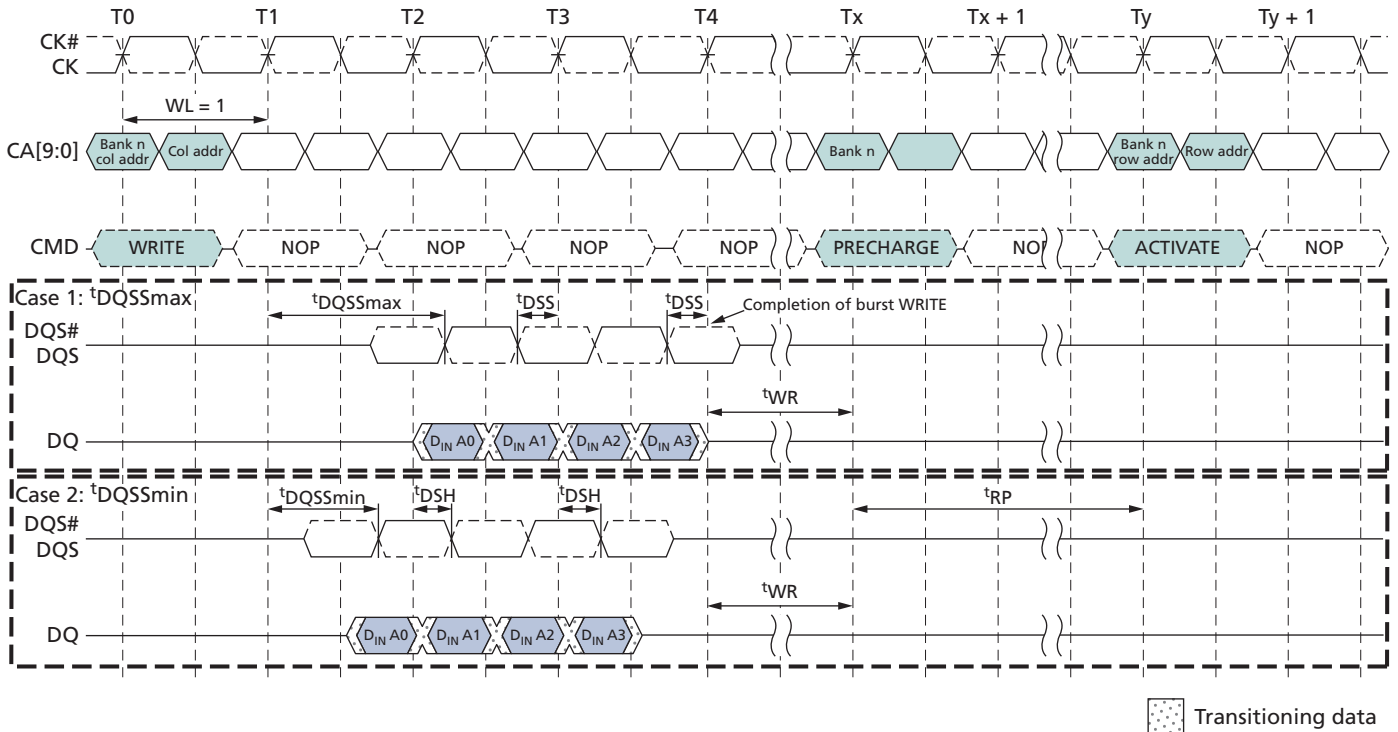 T0 T1 T2 T3 T4 Tx Tx + 1 Ty Ty + 1
CK#
CK
WL = 1
CA[9:0] Bank n col addr Col addr Bank n Bank n row addr Row addr
CMD WRITE NOP NOP NOP NOP PRECHARGE NOP ACTIVATE NOP
Case 1: tDQSSmax
tDQSSmax tDSS tDSS Completion of burst WRITE
DQS#
DQS
tWR
DQ DIN A0 DIN A1 DIN A2 DIN A3
Case 2: tDQSSmin
tDQSSmin tDSH tDSH tRP
DQS#
DQS
tWR
DQ DIN A0 DIN A1 DIN A2 DIN A3
Transitioning data